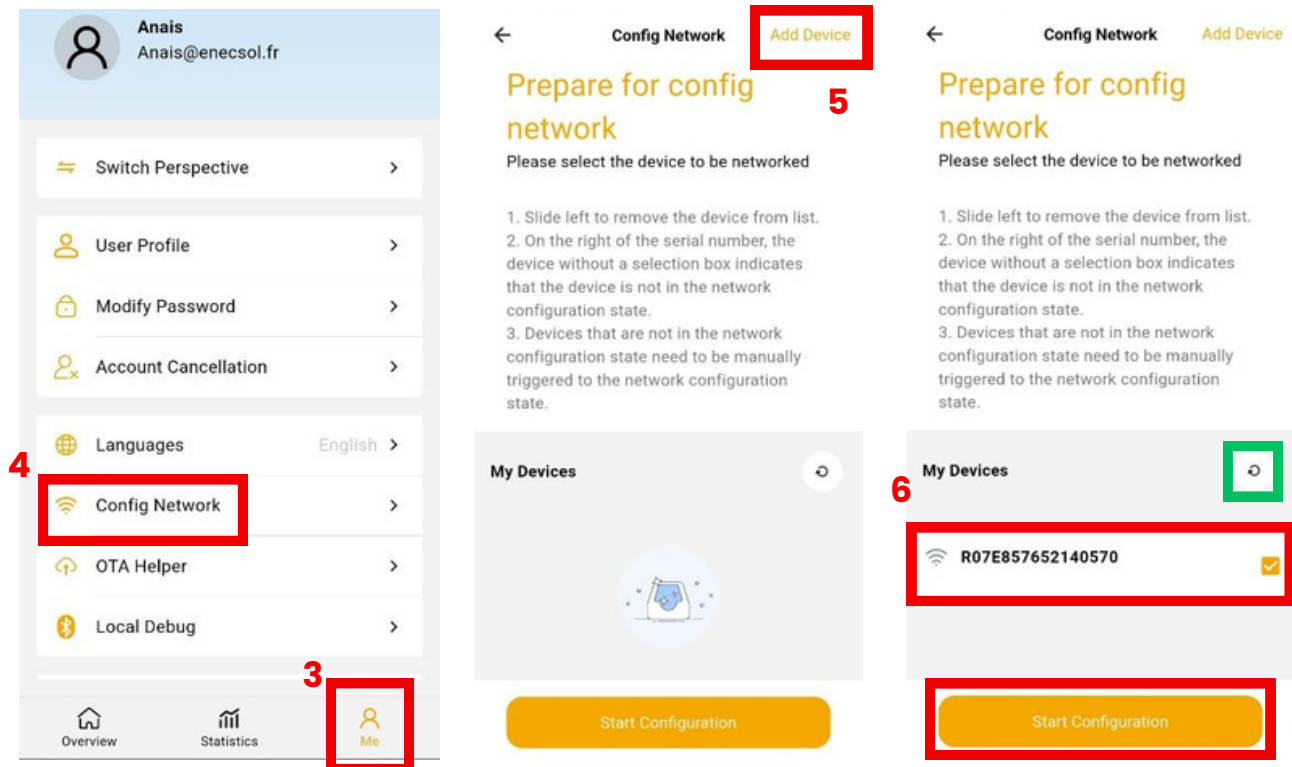 Anais
Anais@enecsol.fr
Switch Perspective
User Profile
Modify Password
Account Cancellation
Languages English
4
Config Network
OTA Helper
Local Debug
3
Overview Statistics Me
Config Network Add Device
5
Prepare for config
network
Please select the device to be networked
1. Slide left to remove the device from list.
2. On the right of the serial number, the
device without a selection box indicates
that the device is not in the network
configuration state.
3. Devices that are not in the network
configuration state need to be manually
triggered to the network configuration
state.
My Devices
Start Configuration
Config Network Add Device
Prepare for config
network
Please select the device to be networked
1. Slide left to remove the device from list.
2. On the right of the serial number, the
device without a selection box indicates
that the device is not in the network
configuration state.
3. Devices that are not in the network
configuration state need to be manually
triggered to the network configuration
state.
My Devices
6
R07E857652140570
Start Configuration